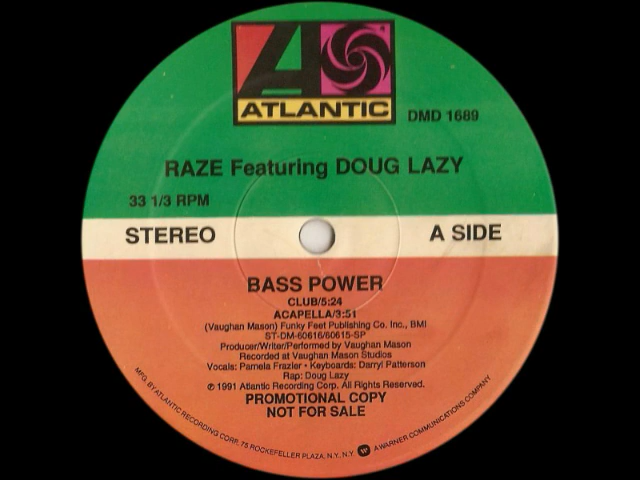 ATLANTIC
DMD 1689
RAZE Featuring DOUG LAZY
33 1/3 RPM
STEREO
A SIDE
BASS POWER
CLUB/5:24
ACAPELLA/3:51
(Vaughan Mason) Funky Feet Publishing Co. Inc., BMI
ST-DM-60616/60615-SP
Producer/Writer/Performed by Vaughan Mason
Recorded at Vaughan Mason Studios
Vocals: Pamela Frazier • Keyboards: Darryl Patterson
Rap: Doug Lazy
℗ 1991 Atlantic Recording Corp. All Rights Reserved.
PROMOTIONAL COPY
NOT FOR SALE
MFG. BY ATLANTIC RECORDING CORP. 75 ROCKEFELLER PLAZA, N.Y., N.Y. A WARNER COMMUNICATIONS COMPANY